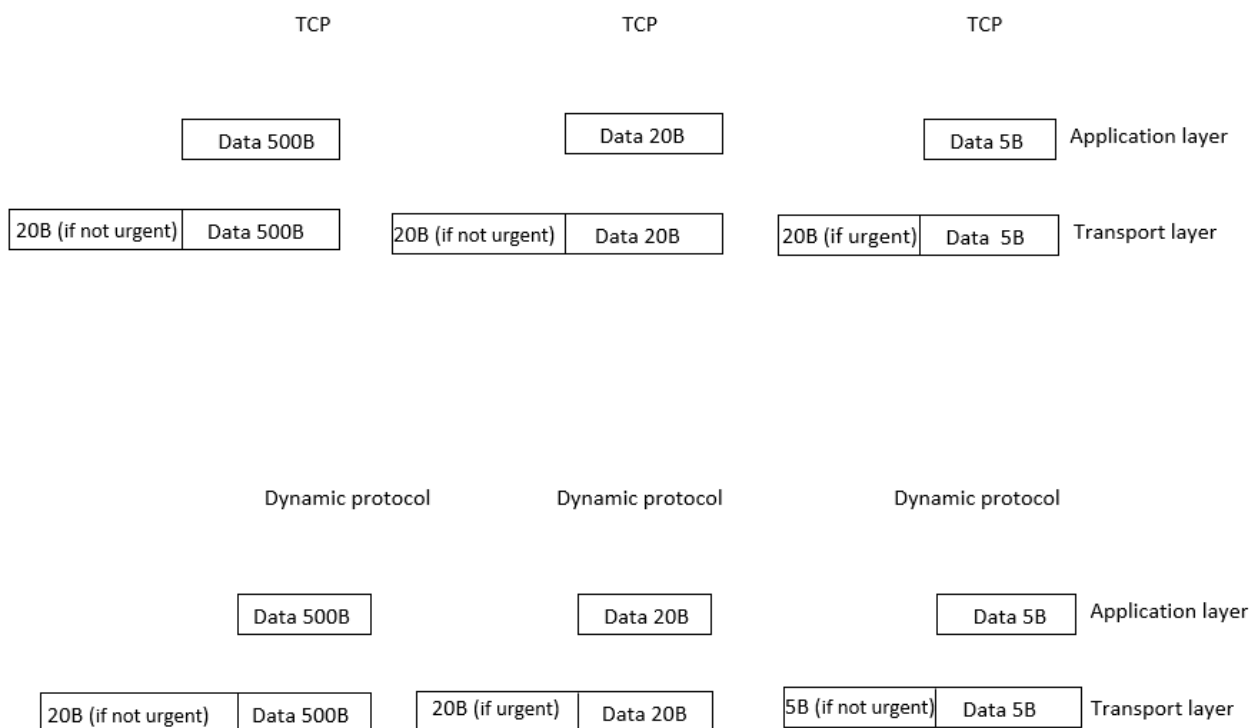 TCP TCP TCP
Data 500B Data 20B Data 5B Application layer
20B (if not urgent) Data 500B 20B (if not urgent) Data 20B 20B (if urgent) Data 5B Transport layer
Dynamic protocol Dynamic protocol Dynamic protocol
Data 500B Data 20B Data 5B Application layer
20B (if not urgent) Data 500B 20B (if urgent) Data 20B 5B (if not urgent) Data 5B Transport layer